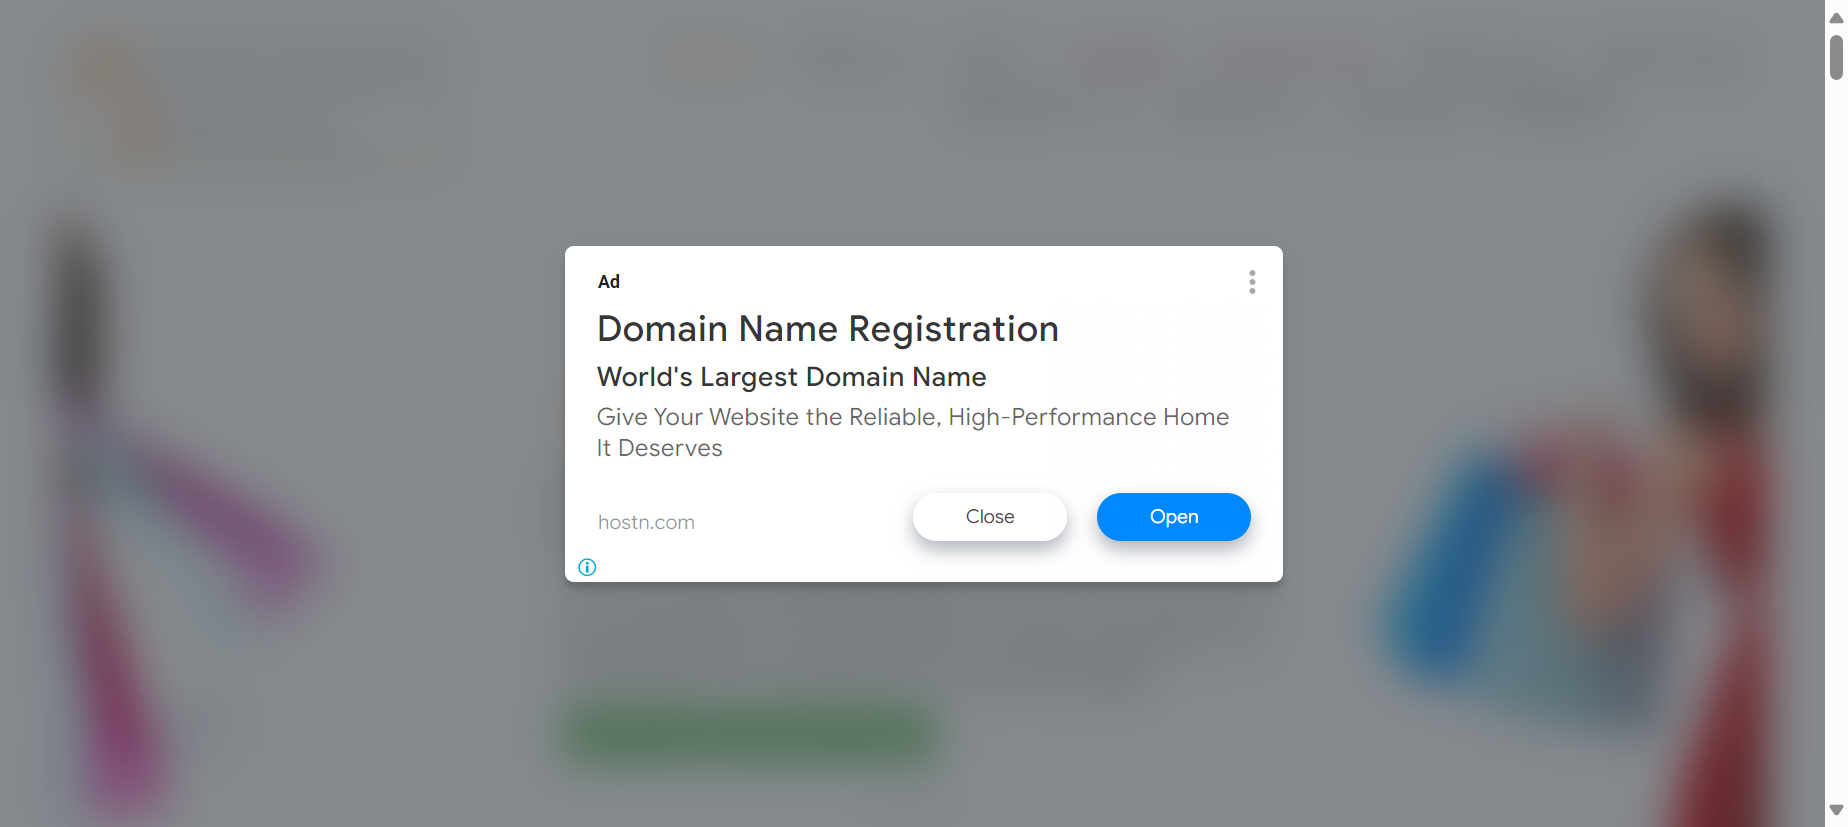 Ad
Domain Name Registration
World's Largest Domain Name
Give Your Website the Reliable, High-Performance Home
It Deserves
hostn.com
Close
Open